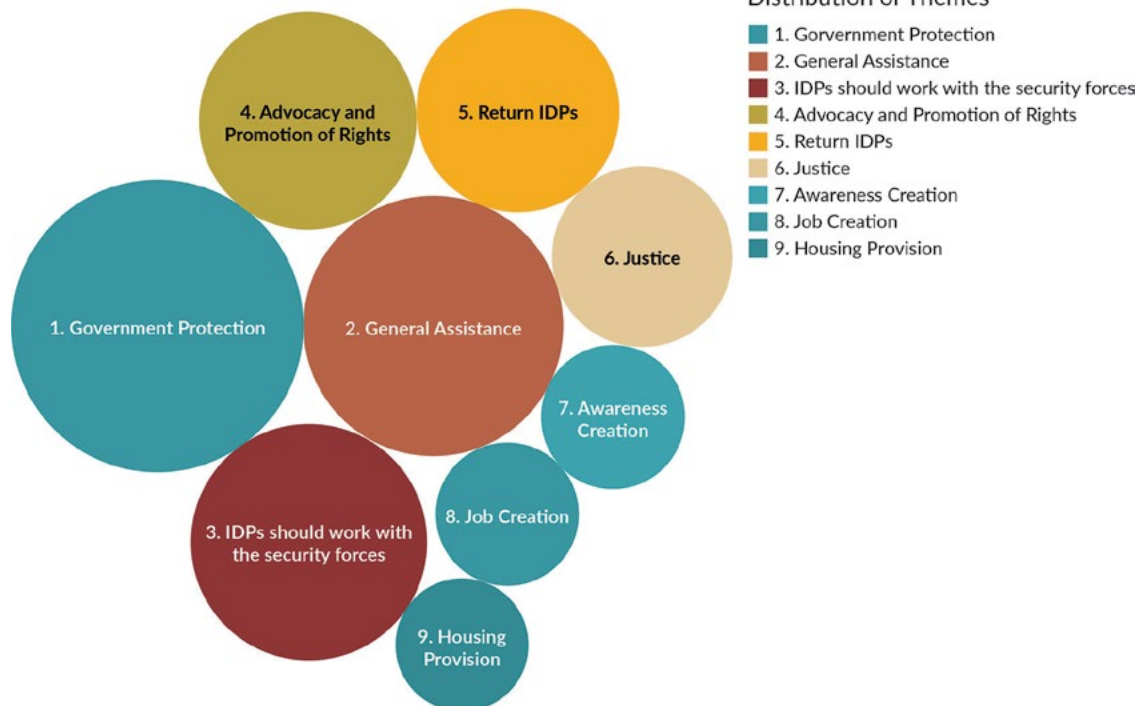 Distribution of Themes
1. Gorvernment Protection
2. General Assistance
3. IDPs should work with the security forces
4. Advocacy and Promotion of Rights
5. Return IDPs
6. Justice
7. Awareness Creation
8. Job Creation
9. Housing Provision
4. Advocacy and
Promotion of Rights
5. Return IDPs
6. Justice
1. Government Protection
2. General Assistance
7. Awareness
Creation
8. Job Creation
3. IDPs should work with
the security forces
9. Housing
Provision